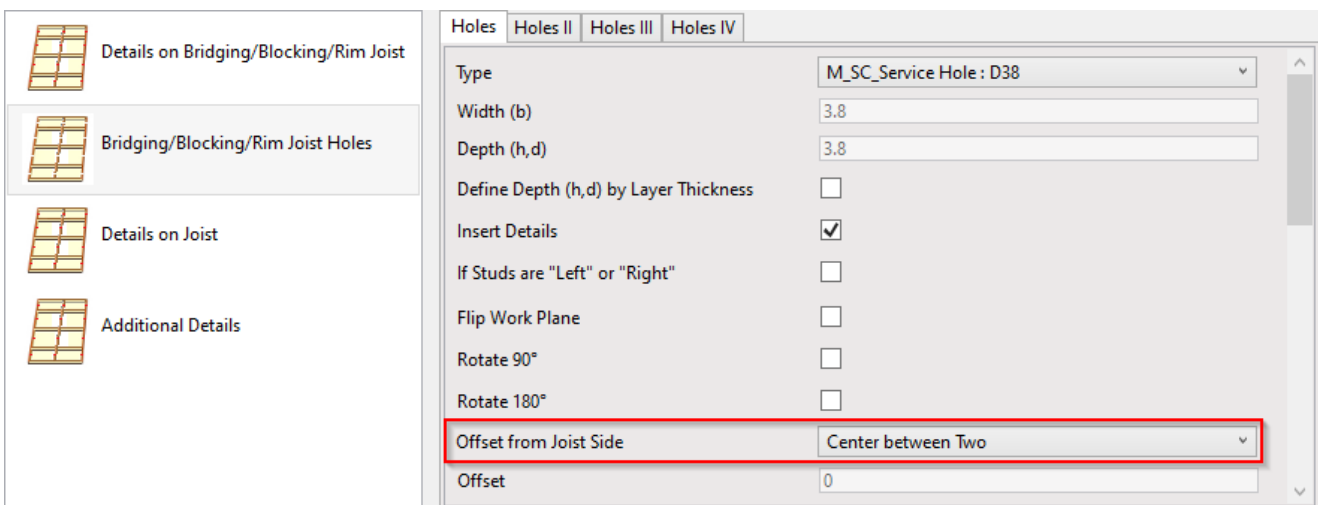 Details on Bridging/Blocking/Rim Joist
Bridging/Blocking/Rim Joist Holes
Details on Joist
Additional Details
Holes Holes II Holes III Holes IV
Type M_SC_Service Hole : D38
Width (b) 3.8
Depth (h,d) 3.8
Define Depth (h,d) by Layer Thickness
Insert Details
If Studs are "Left" or "Right"
Flip Work Plane
Rotate 90°
Rotate 180°
Offset from Joist Side Center between Two
Offset 0